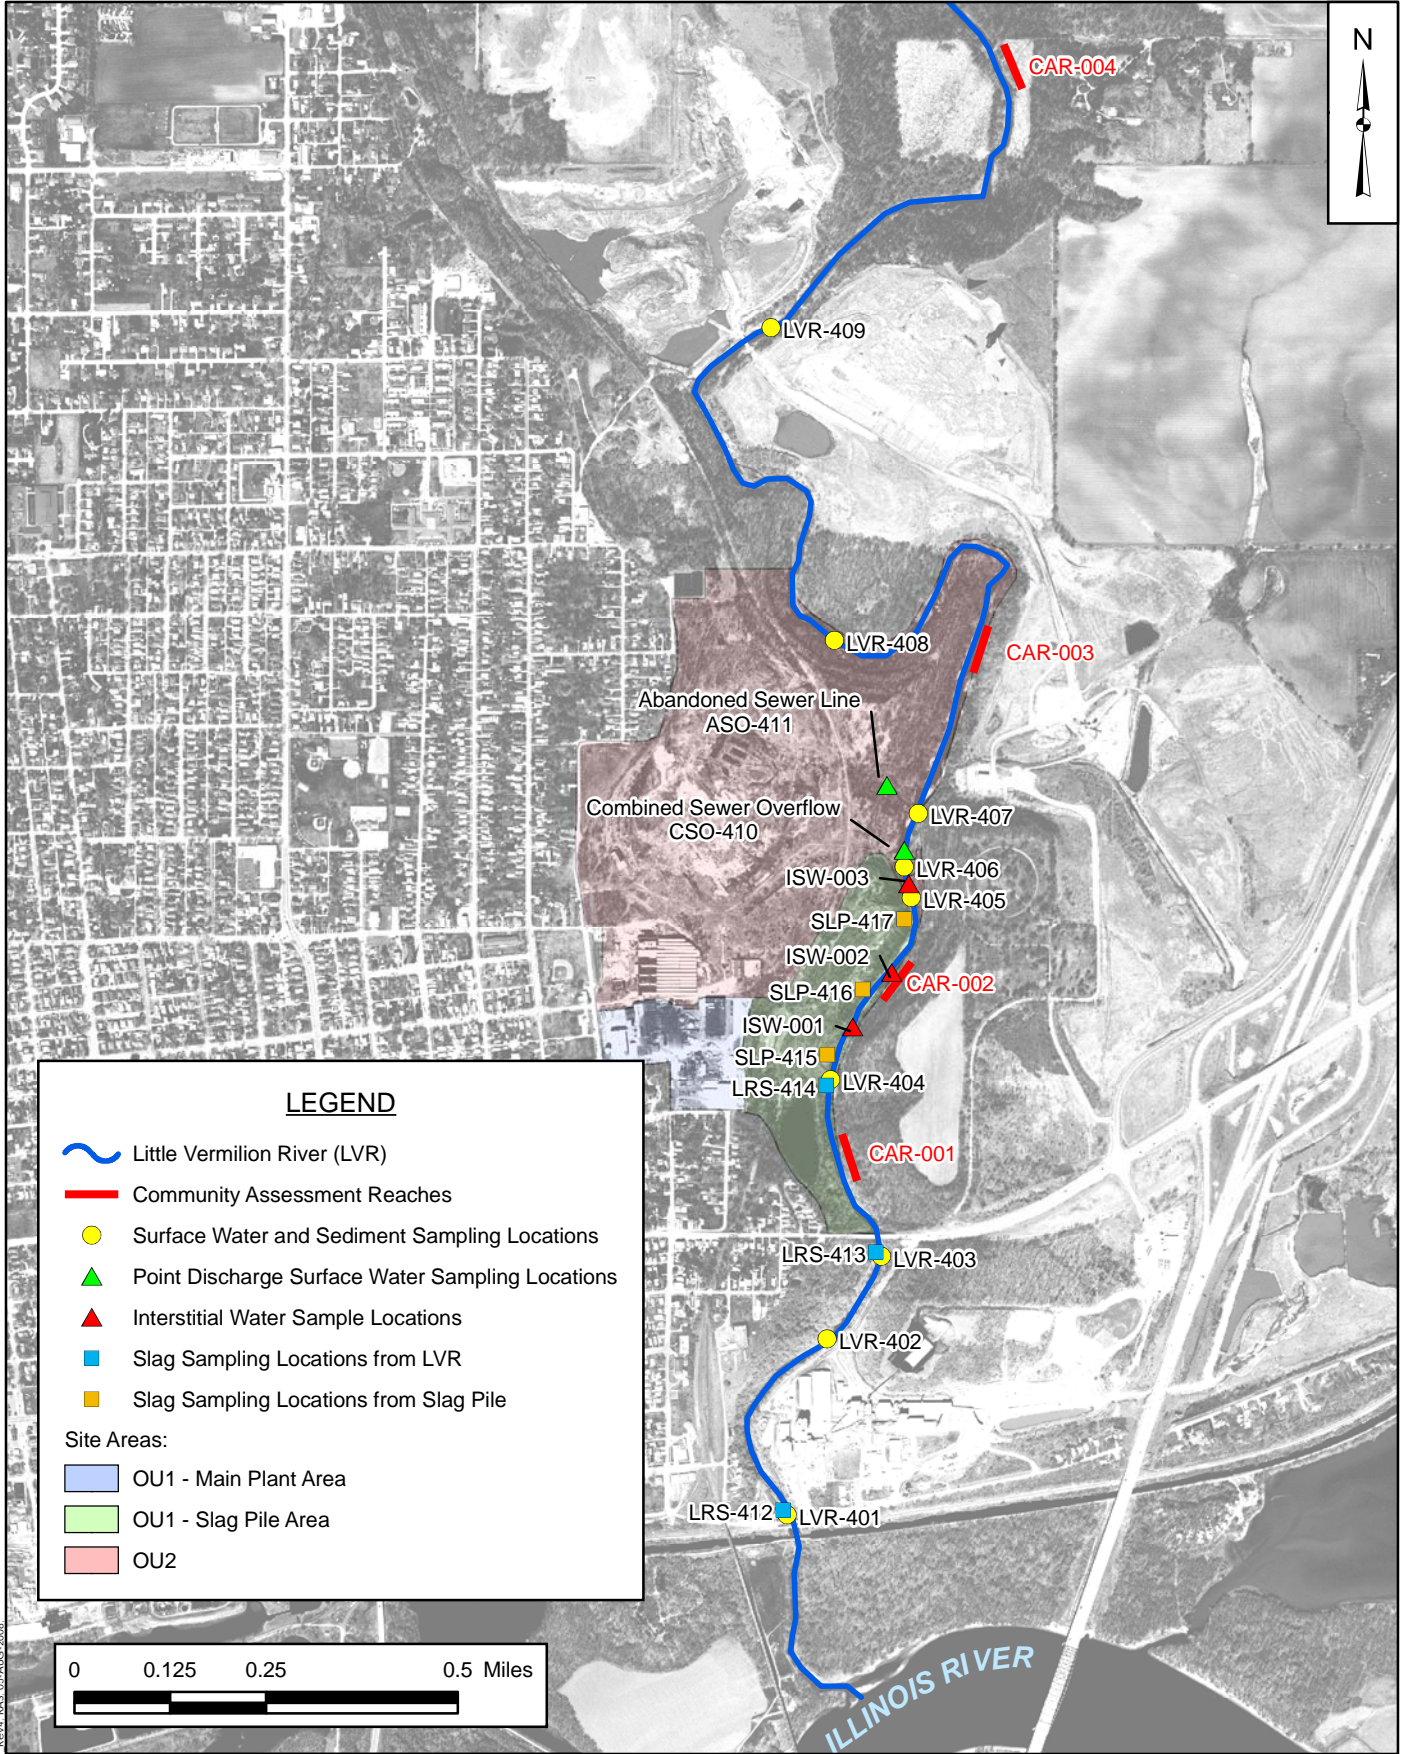 N
CAR-004
LVR-409
LVR-408
CAR-003
Abandoned Sewer Line
ASO-411
Combined Sewer Overflow
CSO-410
LVR-407
LVR-406
ISW-003
LVR-405
SLP-417
ISW-002
CAR-002
SLP-416
ISW-001
SLP-415
LRS-414
LVR-404
CAR-001
LRS-413
LVR-403
LVR-402
LRS-412
LVR-401
LEGEND
Little Vermilion River (LVR)
Community Assessment Reaches
Surface Water and Sediment Sampling Locations
Point Discharge Surface Water Sampling Locations
Interstitial Water Sample Locations
Slag Sampling Locations from LVR
Slag Sampling Locations from Slag Pile
Site Areas:
OU1 - Main Plant Area
OU1 - Slag Pile Area
OU2
0 0.125 0.25 0.5 Miles
ILLINOIS RIVER